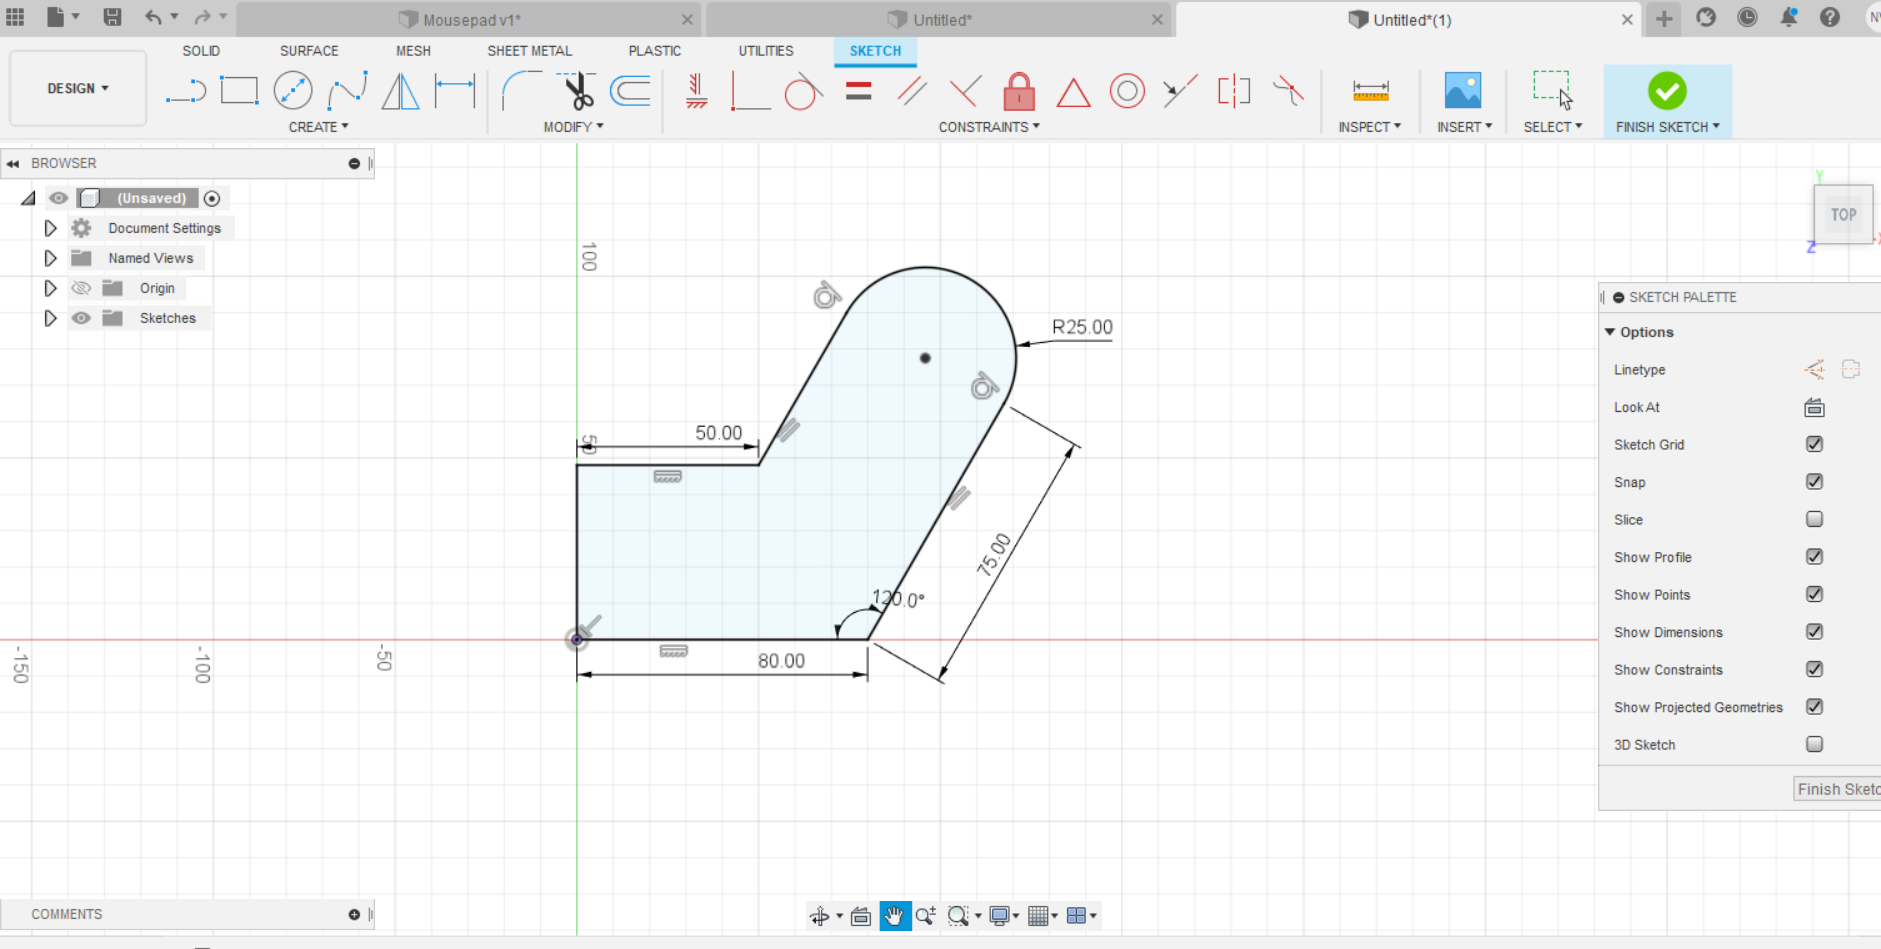 Mousepad v1*
Untitled*
Untitled*(1)
SOLID
SURFACE
MESH
SHEET METAL
PLASTIC
UTILITIES
SKETCH
DESIGN
CREATE
MODIFY
CONSTRAINTS
INSPECT
INSERT
SELECT
FINISH SKETCH
BROWSER
(Unsaved)
Document Settings
Named Views
Origin
Sketches
Y
TOP
Z
100
R25.00
50
50.00
75.00
120.0°
80.00
-150
-100
-50
SKETCH PALETTE
Options
Linetype
Look At
Sketch Grid
Snap
Slice
Show Profile
Show Points
Show Dimensions
Show Constraints
Show Projected Geometries
3D Sketch
Finish Sketc
COMMENTS